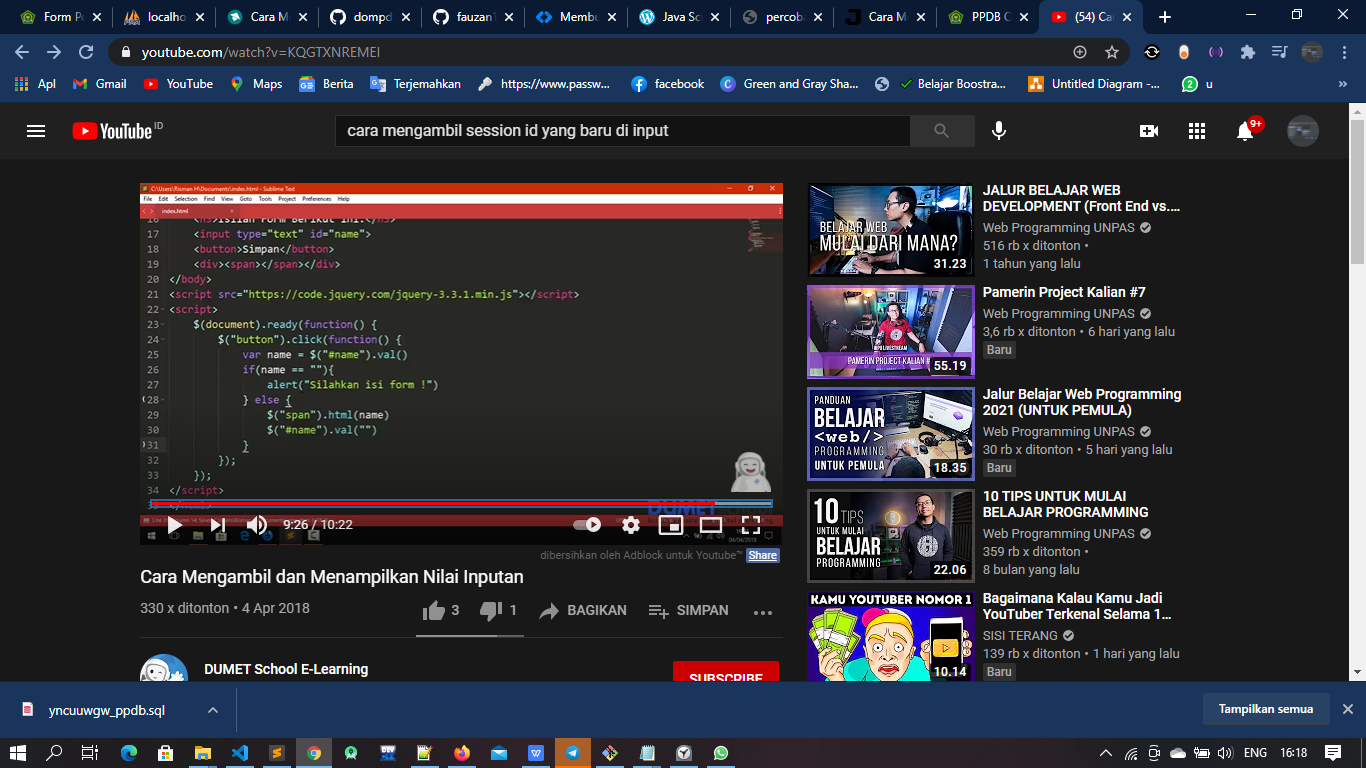 Form P
localho
Cara M
dompd
fauzan
Membu
Java Sc
percoba
Cara M
PPDB C
(54) Ca
youtube.com/watch?v=KQGTXNREMEI
Apl
Gmail
YouTube
Maps
Berita
Terjemahkan
https://www.passw...
facebook
Green and Gray Sha...
Belajar Boostra...
Untitled Diagram -...
2
u
YouTube ID
cara mengambil session id yang baru di input
9+
C:\Users\Risman H\Documents\index.html - Sublime Text
File Edit Selection Find View Goto Tools Project Preferences Help
index.html
17 <input type="text" id="name">
18 <button>Simpan</button>
19 <div><span></span></div>
20 </body>
21 <script src="https://code.jquery.com/jquery-3.3.1.min.js"></script>
22 <script>
23 $(document).ready(function() {
24 $("button").click(function() {
25 var name = $("#name").val()
26 if(name == ""){
27 alert("Silahkan isi form !")
28 } else {
29 $("span").html(name)
30 $("#name").val("")
31 }
32 });
33 });
34 </script>
DUMET
9:26 / 10:22
04/04/2018
dibersihkan oleh Adblock untuk Youtube™ Share
Cara Mengambil dan Menampilkan Nilai Inputan
330 x ditonton • 4 Apr 2018
3
1
BAGIKAN
SIMPAN
DUMET School E-Learning
SUBSCRIBE
BELAJAR WEB
MULAI DARI MANA?
31.23
JALUR BELAJAR WEB
DEVELOPMENT (Front End vs....
Web Programming UNPAS
516 rb x ditonton •
1 tahun yang lalu
PAMERIN PROJECT KALIAN
55.19
Pamerin Project Kalian #7
Web Programming UNPAS
3,6 rb x ditonton • 6 hari yang lalu
Baru
PANDUAN
BELAJAR
<web/>
PROGRAMMING
UNTUK PEMULA
18.35
Jalur Belajar Web Programming
2021 (UNTUK PEMULA)
Web Programming UNPAS
30 rb x ditonton • 5 hari yang lalu
Baru
10 TIPS
UNTUK MULAI
BELAJAR
PROGRAMMING
22.06
10 TIPS UNTUK MULAI
BELAJAR PROGRAMMING
Web Programming UNPAS
359 rb x ditonton •
8 bulan yang lalu
KAMU YOUTUBER NOMOR 1
10.14
Bagaimana Kalau Kamu Jadi
YouTuber Terkenal Selama 1...
SISI TERANG
139 rb x ditonton • 1 hari yang lalu
Baru
yncuuwgw_ppdb.sql
Tampilkan semua
ENG
16:18